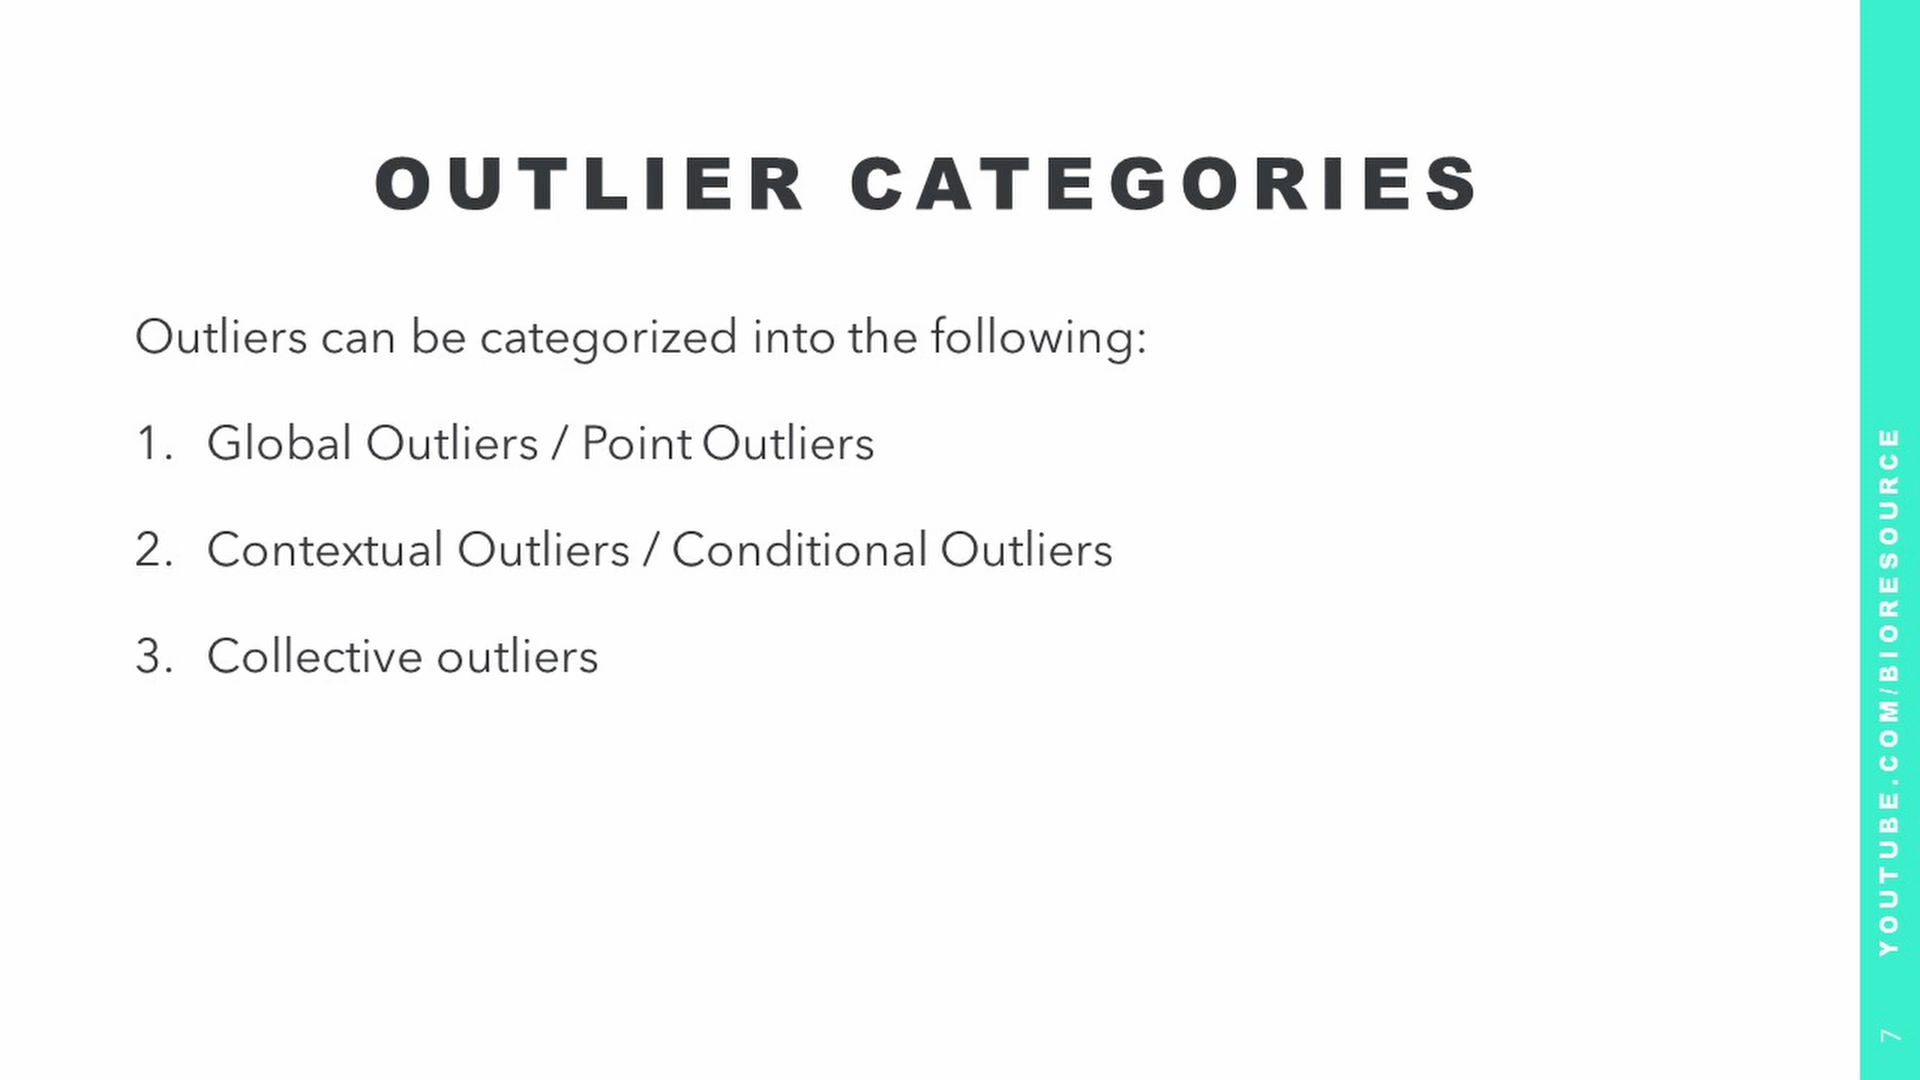 OUTLIER CATEGORIES
Outliers can be categorized into the following:
1. Global Outliers / Point Outliers
2. Contextual Outliers / Conditional Outliers
3. Collective outliers
YOUTUBE.COM/BIORESOURCE
7